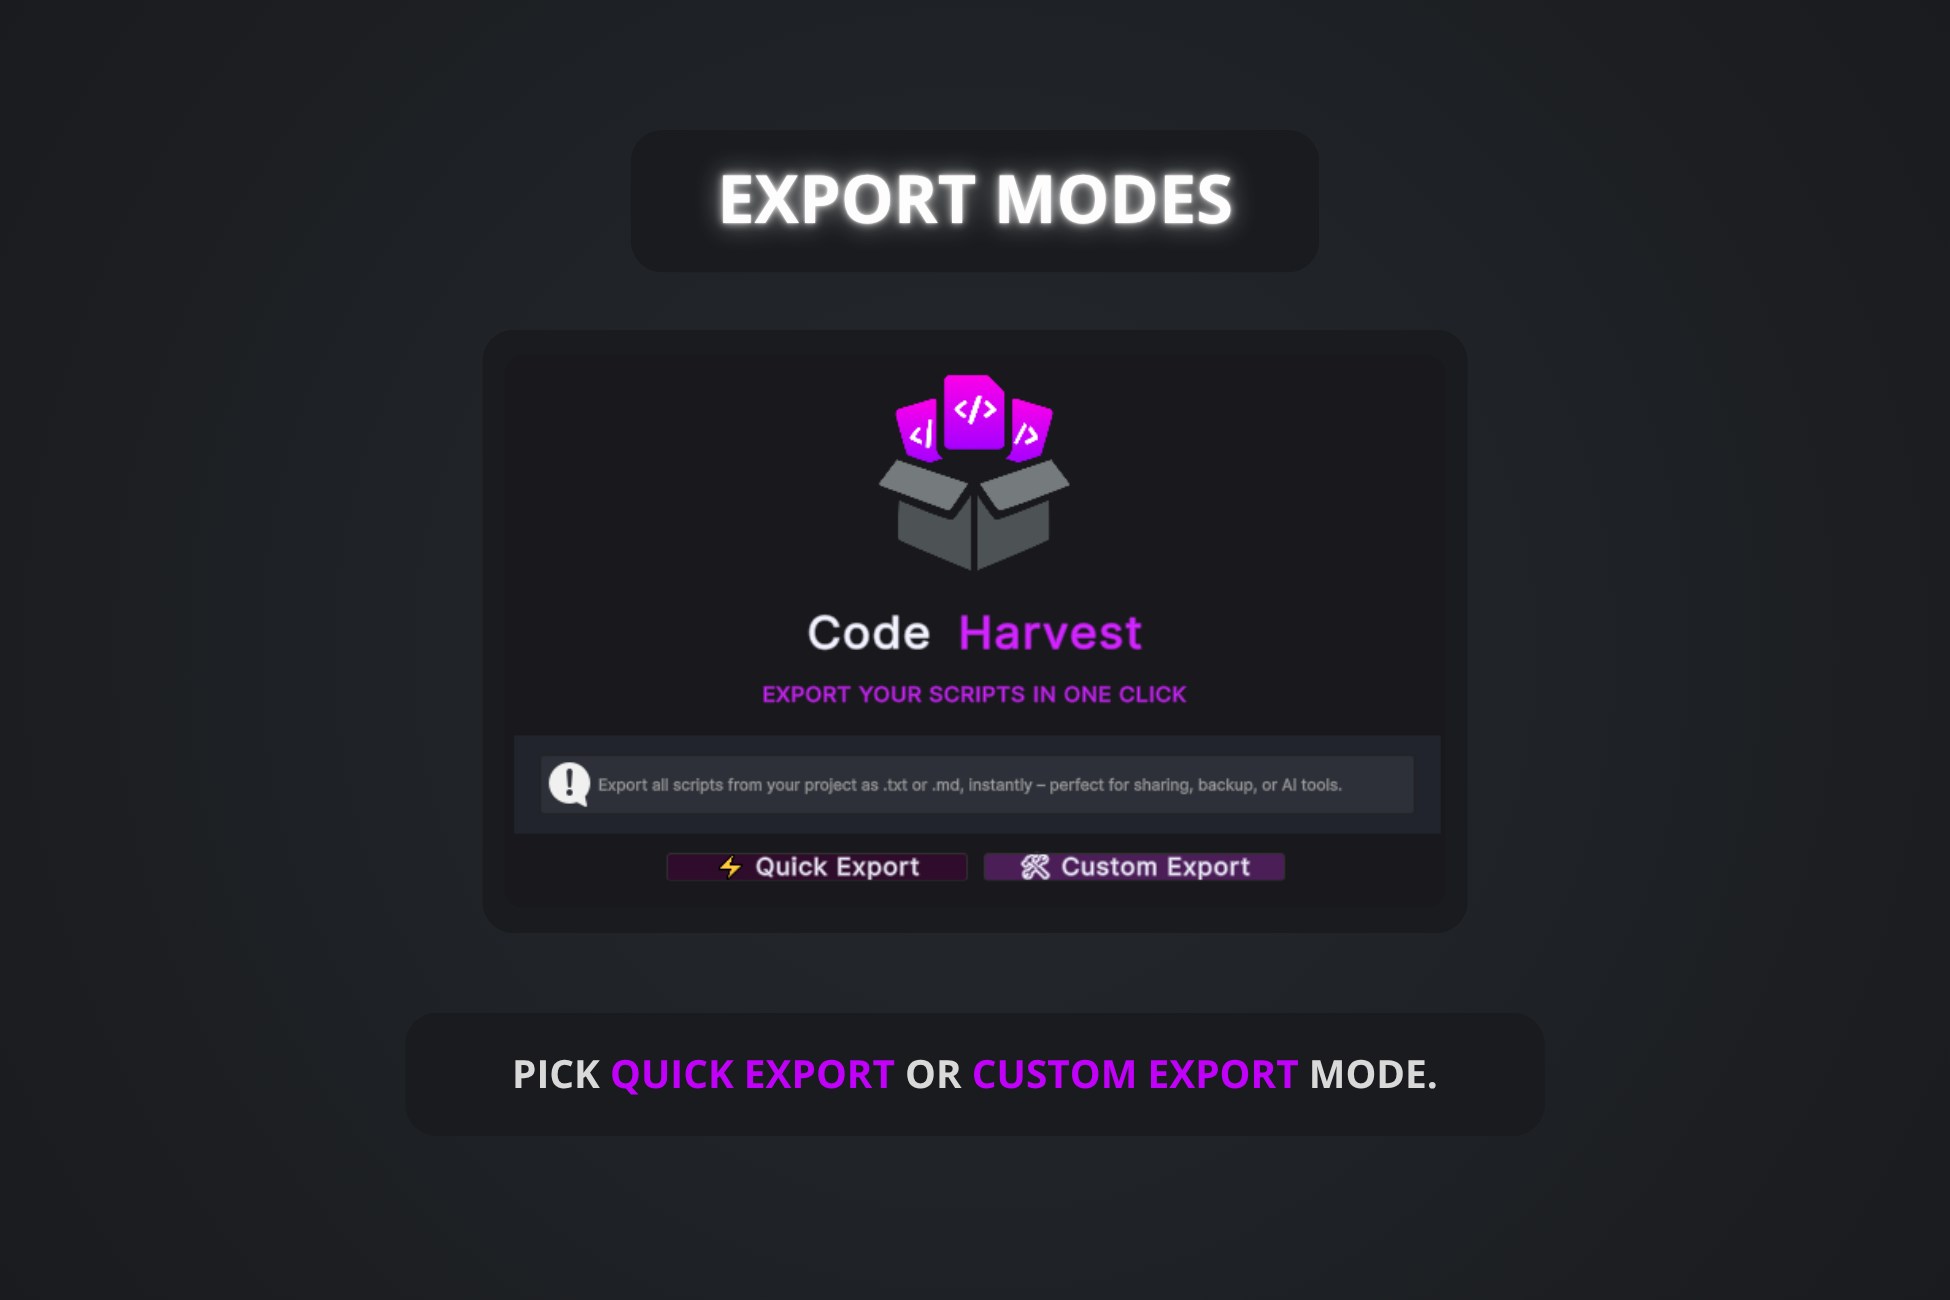 EXPORT MODES
</>
</>
</>
Code Harvest
EXPORT YOUR SCRIPTS IN ONE CLICK
Export all scripts from your project as .txt or .md, instantly – perfect for sharing, backup, or AI tools.
⚡ Quick Export
🛠 Custom Export
PICK QUICK EXPORT OR CUSTOM EXPORT MODE.